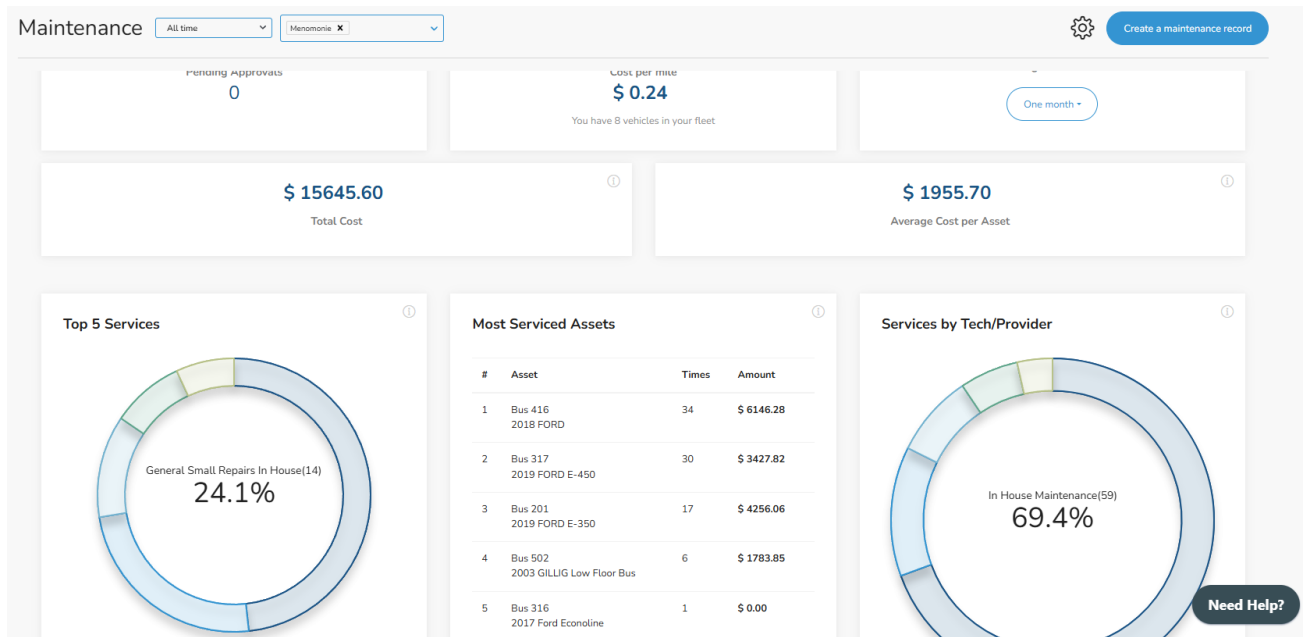 Maintenance
All time
Menomonie ✕
Create a maintenance record
Pending Approvals
0
Cost per mile
$ 0.24
You have 8 vehicles in your fleet
One month
$ 15645.60
Total Cost
$ 1955.70
Average Cost per Asset
Top 5 Services
General Small Repairs In House(14)
24.1%
Most Serviced Assets
# Asset Times Amount
1 Bus 416 34 $ 6146.28
2018 FORD
2 Bus 317 30 $ 3427.82
2019 FORD E-450
3 Bus 201 17 $ 4256.06
2019 FORD E-350
4 Bus 502 6 $ 1783.85
2003 GILLIG Low Floor Bus
5 Bus 316 1 $ 0.00
2017 Ford Econoline
Services by Tech/Provider
In House Maintenance(59)
69.4%
Need Help?